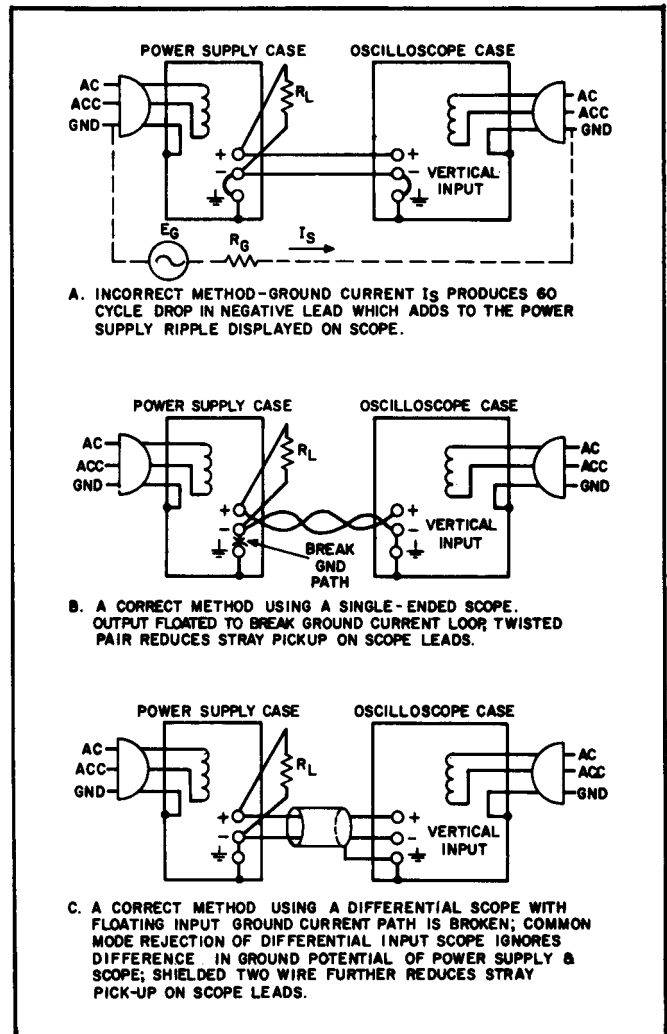 POWER SUPPLY CASE
OSCILLOSCOPE CASE
AC
ACC
GND
RL
+
-
AC
ACC
GND
+
-
VERTICAL
INPUT
EG
RG
IS
A. INCORRECT METHOD-GROUND CURRENT IS PRODUCES 60
CYCLE DROP IN NEGATIVE LEAD WHICH ADDS TO THE POWER
SUPPLY RIPPLE DISPLAYED ON SCOPE.
POWER SUPPLY CASE
OSCILLOSCOPE CASE
AC
ACC
GND
RL
+
-
BREAK
GND
PATH
AC
ACC
GND
+
-
VERTICAL
INPUT
B. A CORRECT METHOD USING A SINGLE-ENDED SCOPE.
OUTPUT FLOATED TO BREAK GROUND CURRENT LOOP, TWISTED
PAIR REDUCES STRAY PICKUP ON SCOPE LEADS.
POWER SUPPLY CASE
OSCILLOSCOPE CASE
AC
ACC
GND
RL
+
-
AC
ACC
GND
+
-
VERTICAL
INPUT
C. A CORRECT METHOD USING A DIFFERENTIAL SCOPE WITH
FLOATING INPUT GROUND CURRENT PATH IS BROKEN; COMMON
MODE REJECTION OF DIFFERENTIAL INPUT SCOPE IGNORES
DIFFERENCE IN GROUND POTENTIAL OF POWER SUPPLY &
SCOPE; SHIELDED TWO WIRE FURTHER REDUCES STRAY
PICK-UP ON SCOPE LEADS.